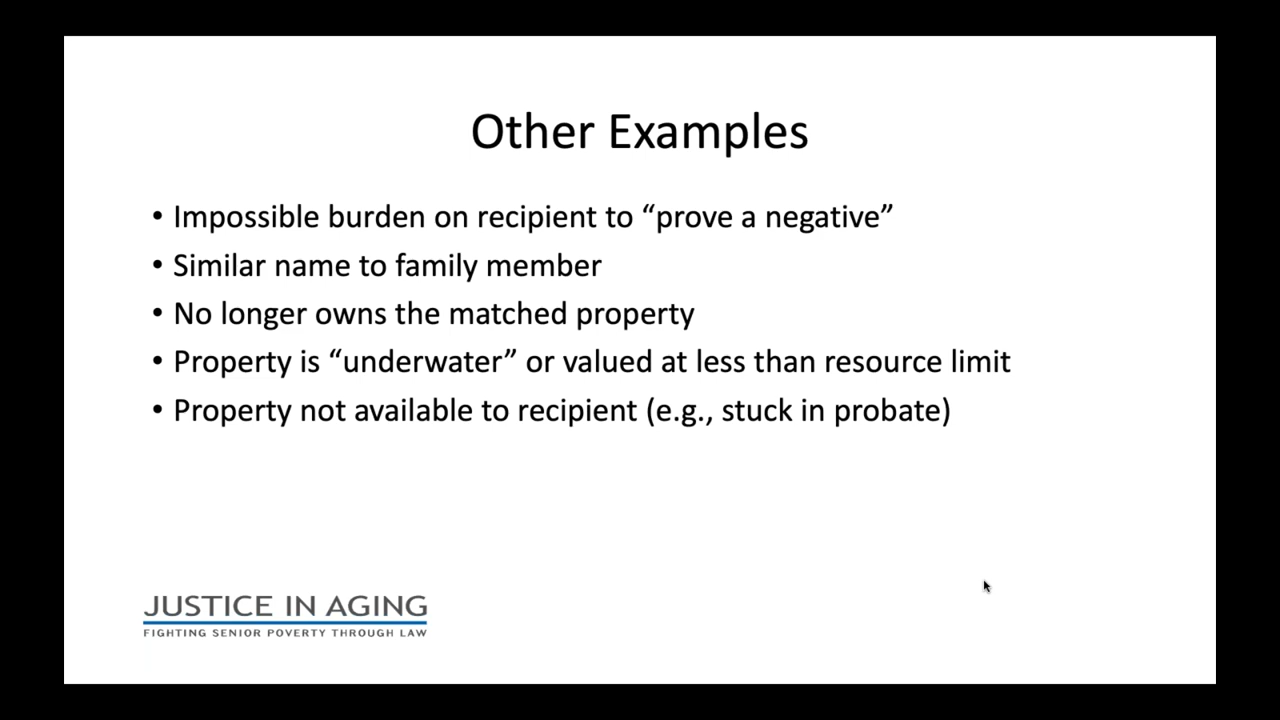 Other Examples
• Impossible burden on recipient to “prove a negative”
• Similar name to family member
• No longer owns the matched property
• Property is “underwater” or valued at less than resource limit
• Property not available to recipient (e.g., stuck in probate)
JUSTICE IN AGING
FIGHTING SENIOR POVERTY THROUGH LAW